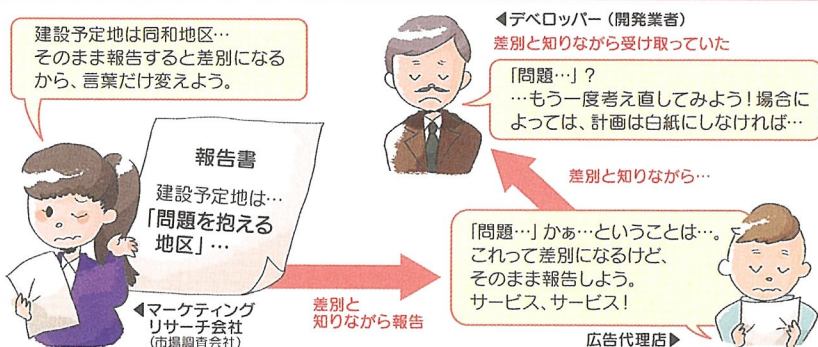 建設予定地は同和地区…
そのまま報告すると差別になる
から、言葉だけ変えよう。
報告書
建設予定地は…
「問題を抱える
地区」…
◀マーケティング
リサーチ会社
(市場調査会社)
差別と
知りながら報告
「問題…」かぁ…ということは…。
これって差別になるけど、
そのまま報告しよう。
サービス、サービス！
広告代理店▶
差別と知りながら…
◀デベロッパー（開発業者）
差別と知りながら受け取っていた
「問題…」？
…もう一度考え直してみよう！場合に
よっては、計画は白紙にしなければ…